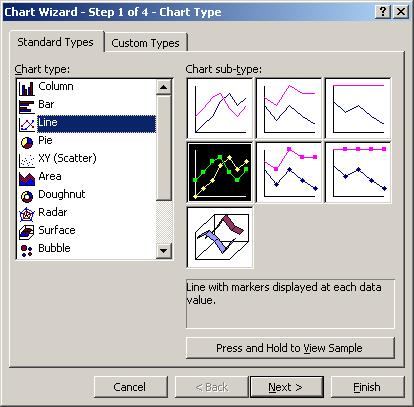 Chart Wizard - Step 1 of 4 - Chart Type
Standard Types
Custom Types
Chart type:
Column
Bar
Line
Pie
XY (Scatter)
Area
Doughnut
Radar
Surface
Bubble
Chart sub-type:
Line with markers displayed at each data
value.
Press and Hold to View Sample
Cancel
< Back
Next >
Finish